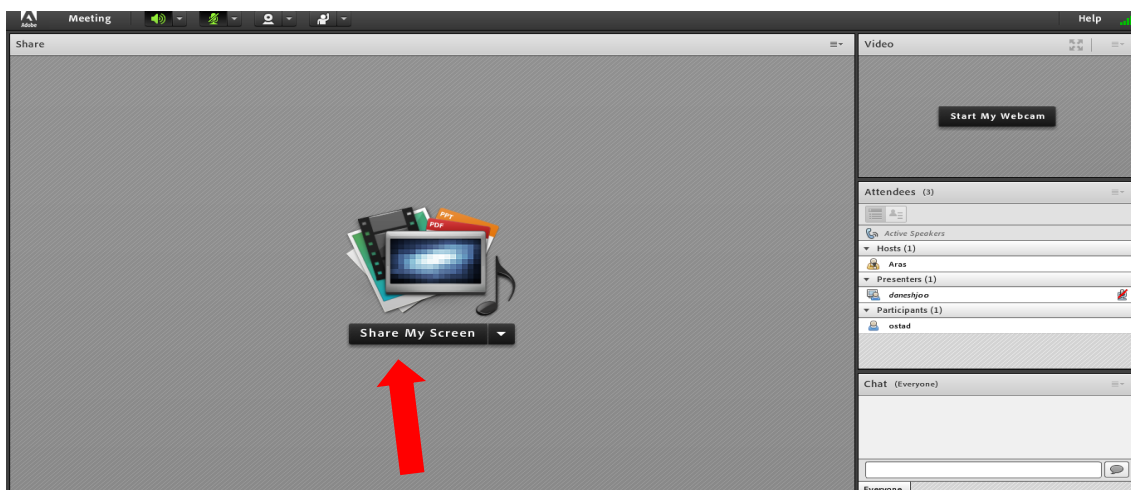 Adobe
Meeting
Help
Share
Video
PPT
PDF
Share My Screen
Start My Webcam
Attendees (3)
Active Speakers
Hosts (1)
Aras
Presenters (1)
daneshjoo
Participants (1)
ostad
Chat (Everyone)
Everyone